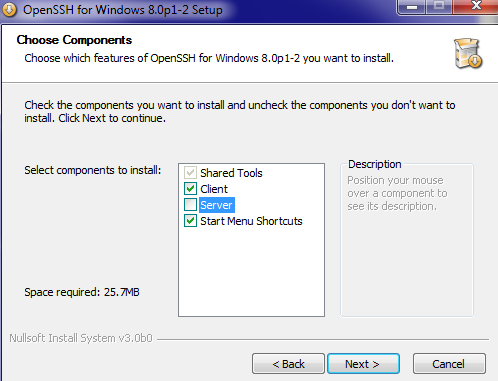 OpenSSH for Windows 8.0p1-2 Setup
Choose Components
Choose which features of OpenSSH for Windows 8.0p1-2 you want to install.
Check the components you want to install and uncheck the components you don't want to
install. Click Next to continue.
Select components to install:
Shared Tools
Client
Server
Start Menu Shortcuts
Description
Position your mouse
over a component to
see its description.
Space required: 25.7MB
Nullsoft Install System v3.0b0
< Back
Next >
Cancel